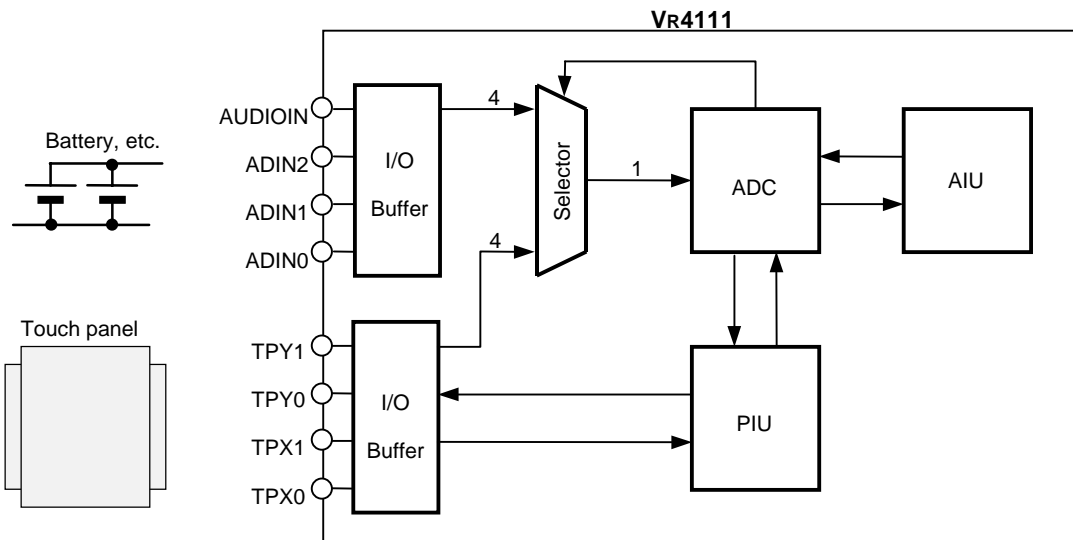 VR4111
AUDIOIN
ADIN2
ADIN1
ADIN0
I/O
Buffer
4
4
Selector
1
ADC
AIU
Battery, etc.
Touch panel
TPY1
TPY0
TPX1
TPX0
I/O
Buffer
PIU